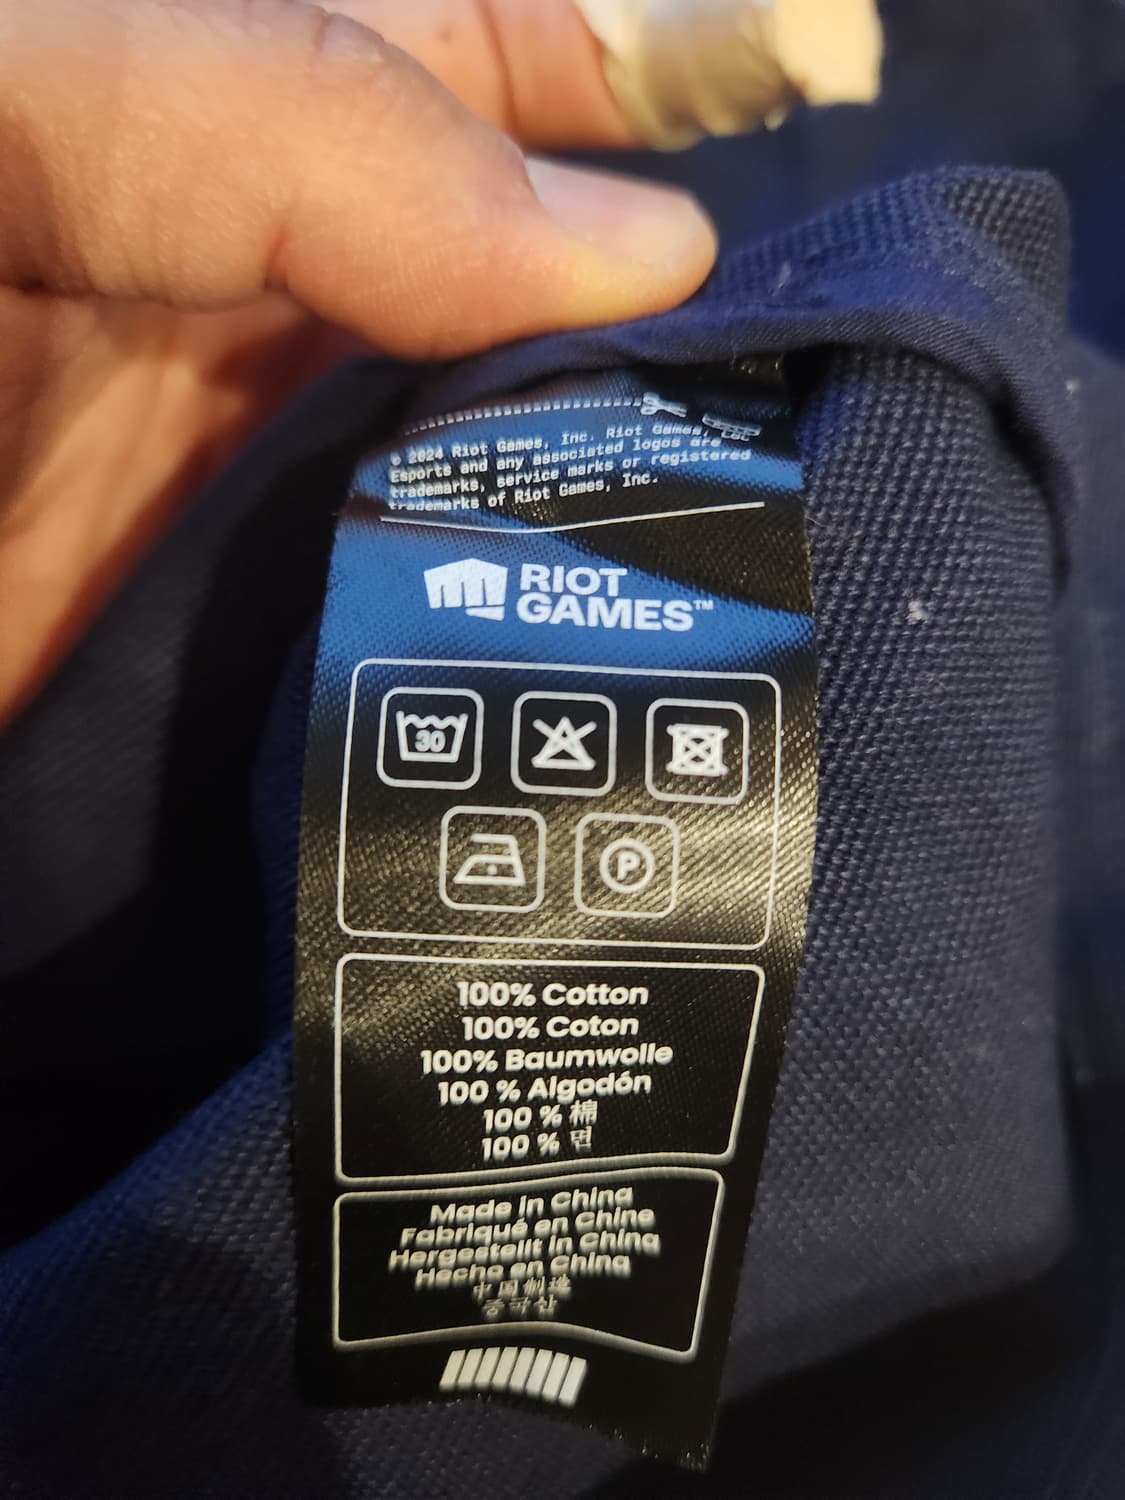 © 2024 Riot Games, Inc. Riot Games,
Esports and any associated logos are
trademarks, service marks or registered
trademarks of Riot Games, Inc.
RIOT
GAMES™
30
P
100% Cotton
100% Coton
100% Baumwolle
100 % Algodón
100 % 棉
100 % 면
Made in China
Fabriqué en Chine
Hergestellt in China
Hecho en China
中国制造
중국산